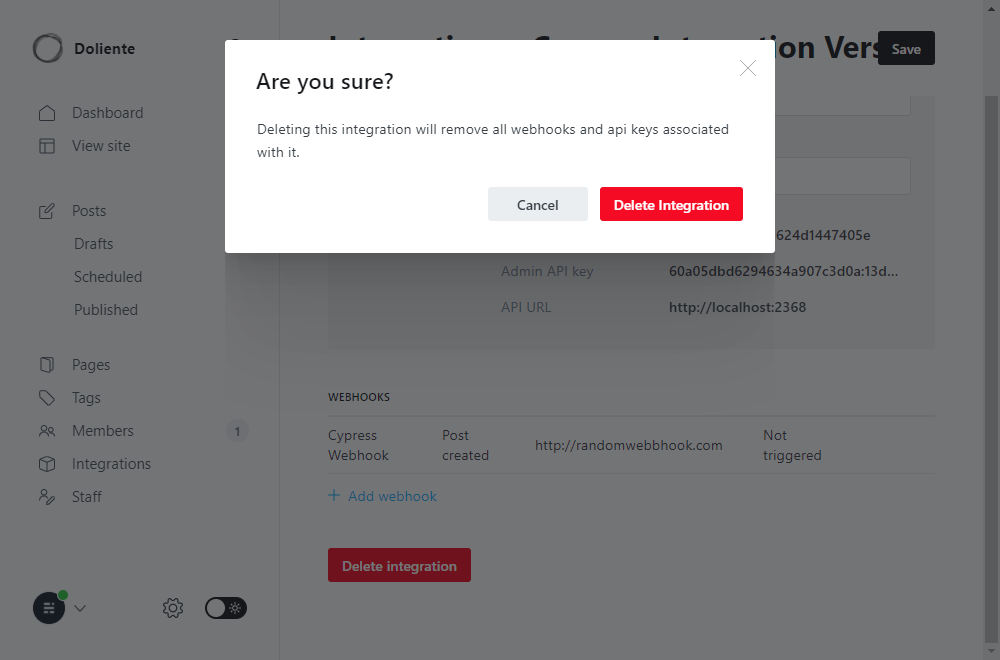 Doliente
on Vers
Save
Are you sure?
Deleting this integration will remove all webhooks and api keys associated
with it.
Cancel
Delete Integration
Dashboard
View site
Posts
Drafts
Scheduled
Published
Pages
Tags
Members
1
Integrations
Staff
624d1447405e
Admin API key
60a05dbd6294634a907c3d0a:13d...
API URL
http://localhost:2368
WEBHOOKS
Cypress Webhook
Post created
http://randomwebbhook.com
Not triggered
+ Add webhook
Delete integration